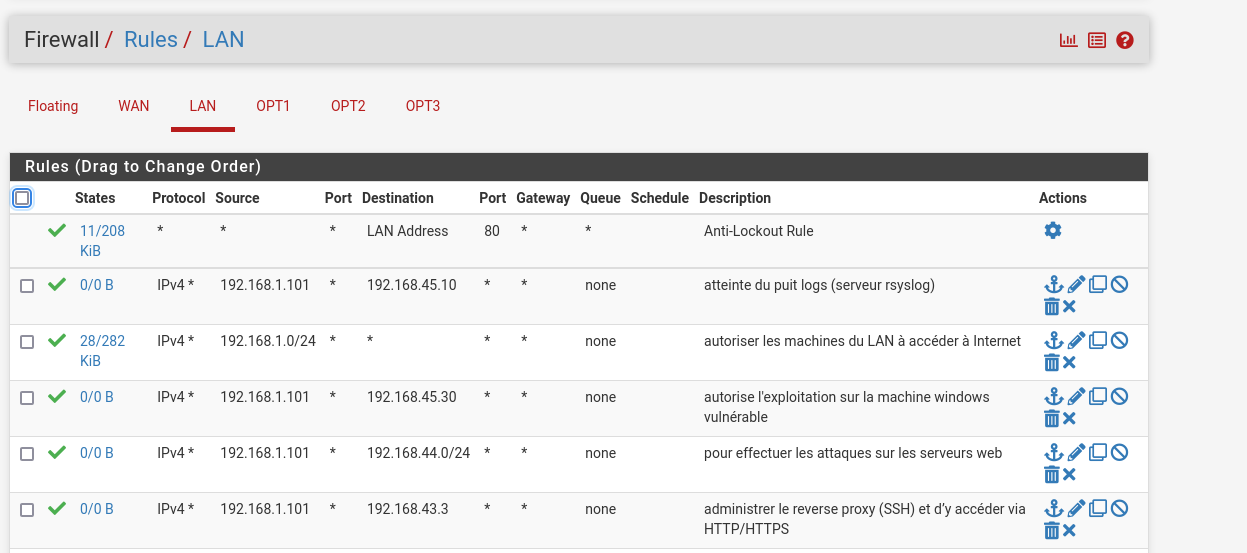 Firewall / Rules / LAN
Floating WAN LAN OPT1 OPT2 OPT3
Rules (Drag to Change Order)
States Protocol Source Port Destination Port Gateway Queue Schedule Description Actions
11/208 * * * LAN Address 80 * * Anti-Lockout Rule
KiB
0/0 B IPv4 * 192.168.1.101 * 192.168.45.10 * * none atteinte du puit logs (serveur rsyslog)
28/282 IPv4 * 192.168.1.0/24 * * * * none autoriser les machines du LAN à accéder à Internet
KiB
0/0 B IPv4 * 192.168.1.101 * 192.168.45.30 * * none autorise l'exploitation sur la machine windows
vulnérable
0/0 B IPv4 * 192.168.1.101 * 192.168.44.0/24 * * none pour effectuer les attaques sur les serveurs web
0/0 B IPv4 * 192.168.1.101 * 192.168.43.3 * * none administrer le reverse proxy (SSH) et d’y accéder via
HTTP/HTTPS